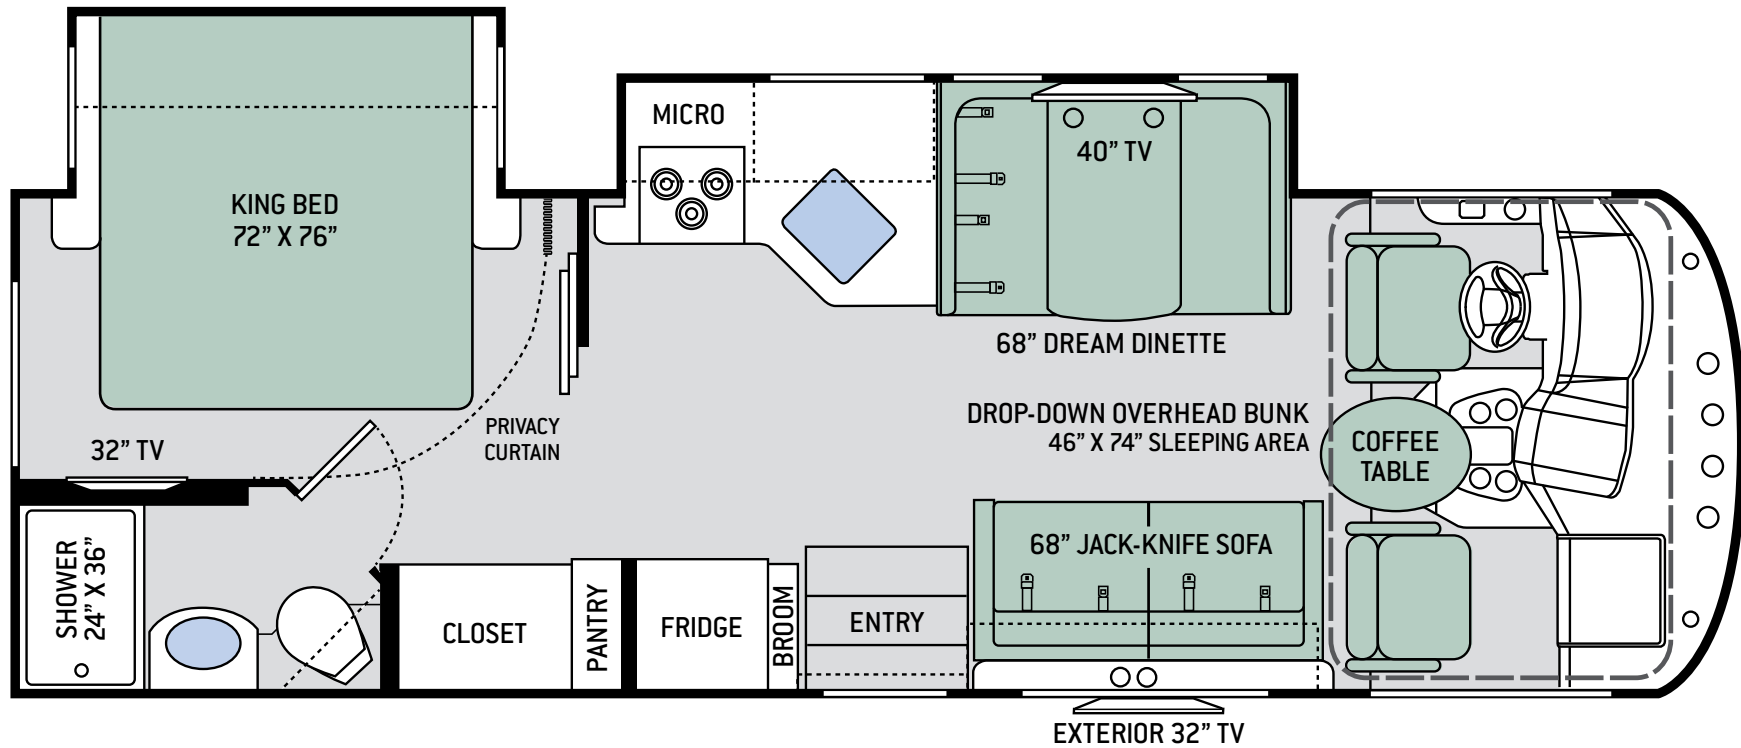 MICRO
40” TV
KING BED
72” X 76”
68” DREAM DINETTE
DROP-DOWN OVERHEAD BUNK
46” X 74” SLEEPING AREA
PRIVACY
CURTAIN
COFFEE
TABLE
32” TV
68” JACK-KNIFE SOFA
SHOWER
24” X 36”
CLOSET
PANTRY
FRIDGE
BROOM
ENTRY
EXTERIOR 32” TV